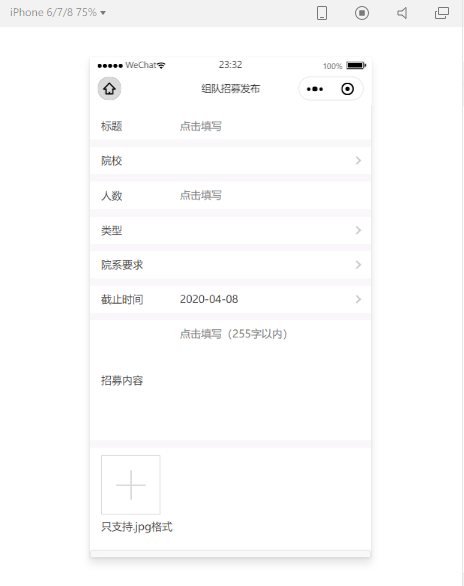 iPhone 6/7/8 75%
WeChat 23:32 100%
组队招募发布
标题 点击填写
院校
人数 点击填写
类型
院系要求
截止时间 2020-04-08
点击填写（255字以内）
招募内容
只支持.jpg格式